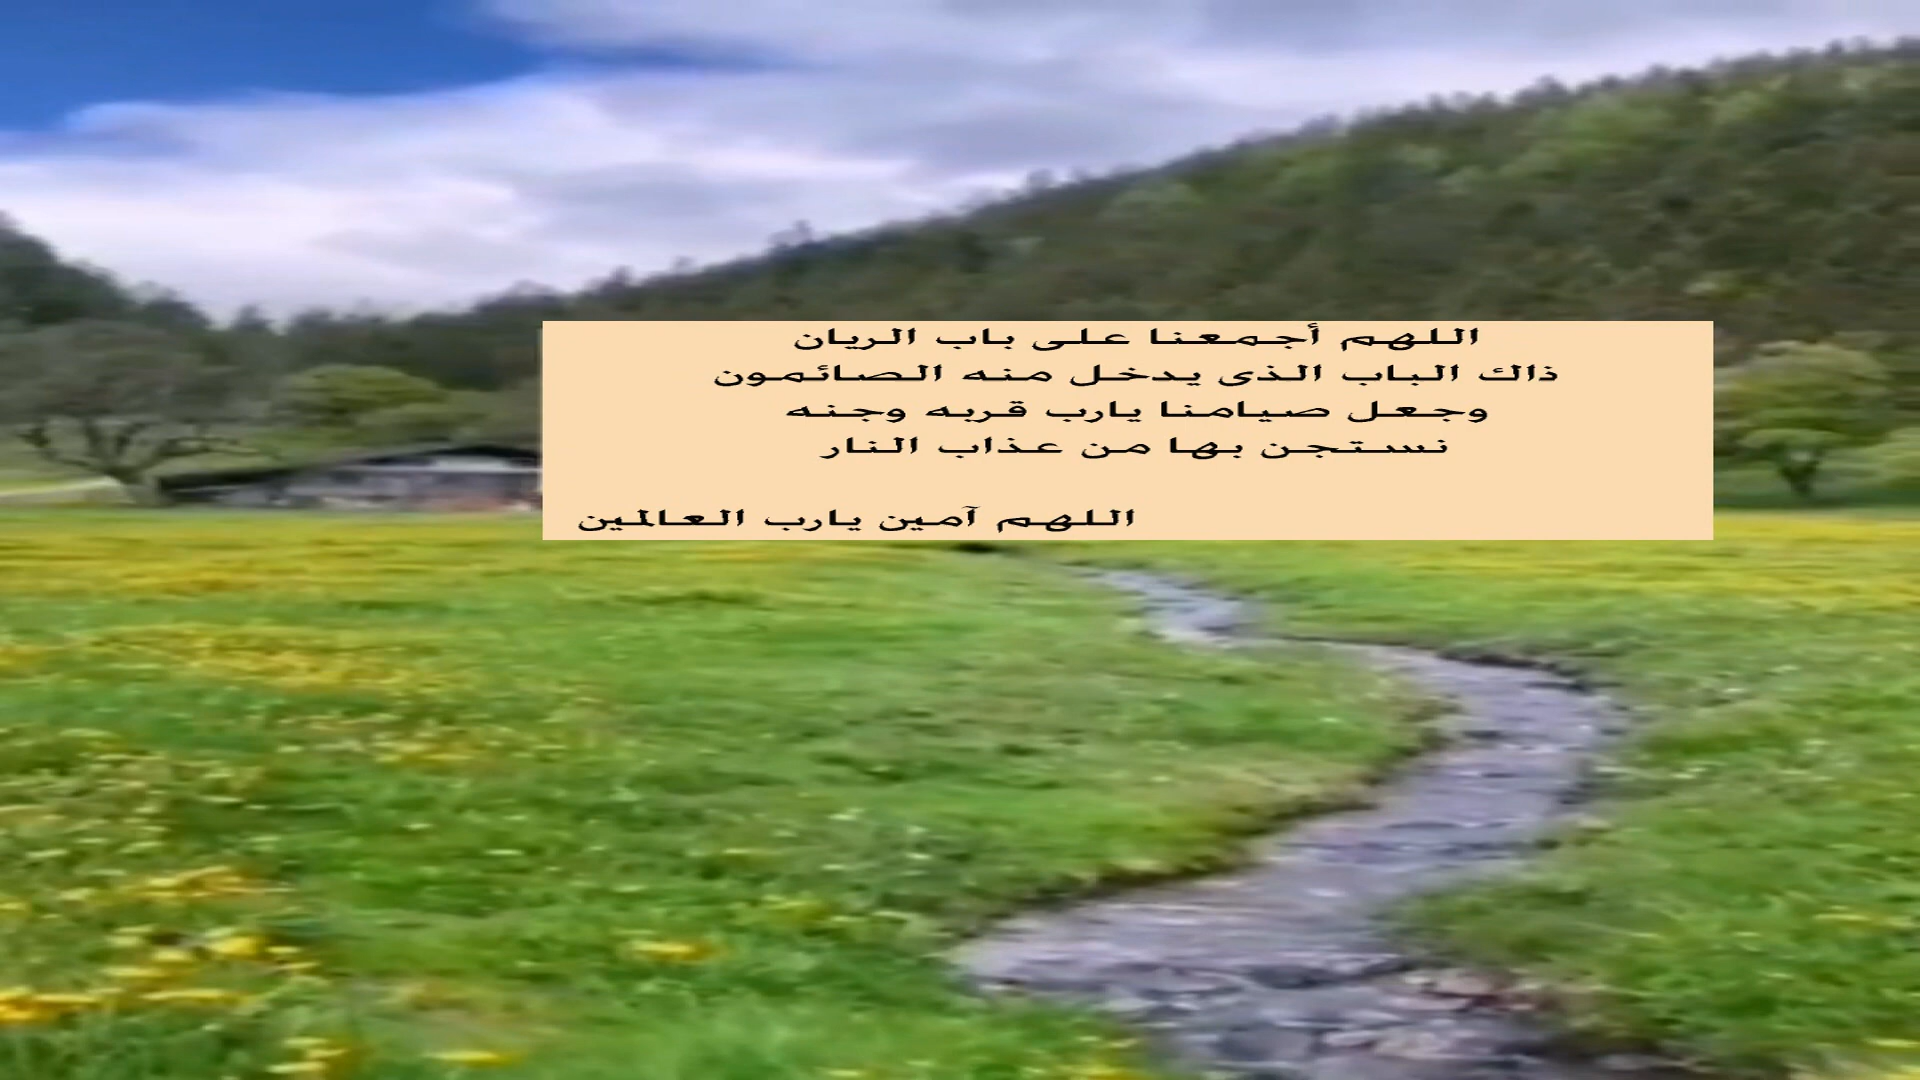 اللهم أجمعنا على باب الريان
ذاك الباب الذى يدخل منه الصائمون
وجعل صيامنا يارب قربه وجنه
نستجن بها من عذاب النار
اللهم آمين يارب العالمين